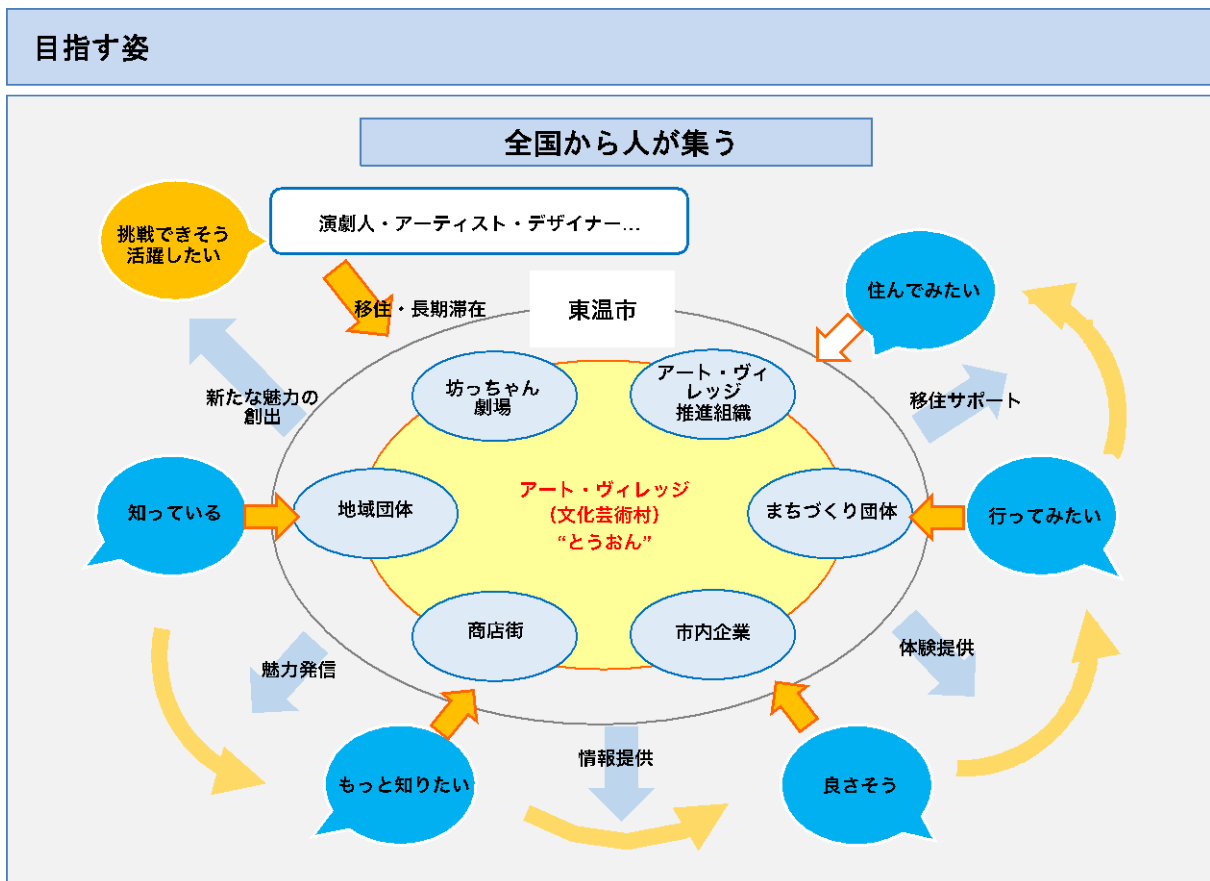 目指す姿
全国から人が集う
挑戦できそう
活躍したい
演劇人・アーティスト・デザイナー…
移住・長期滞在
東温市
住んでみたい
坊っちゃん
劇場
アート・ヴィ
レッジ
推進組織
新たな魅力の
創出
移住サポート
知っている
地域団体
アート・ヴィレッジ
（文化芸術村）
“とうおん”
まちづくり団体
行ってみたい
商店街
市内企業
魅力発信
体験提供
情報提供
もっと知りたい
良さそう